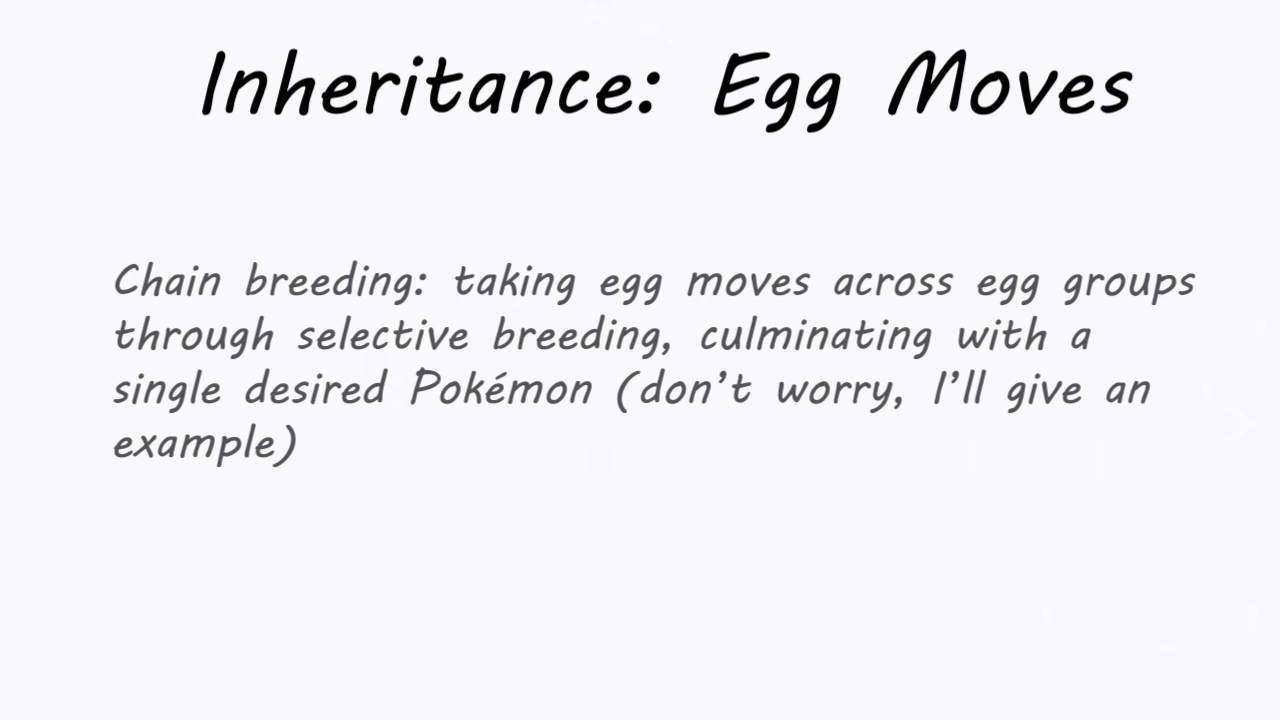 Inheritance: Egg Moves
Chain breeding: taking egg moves across egg groups
through selective breeding, culminating with a
single desired Pokémon (don’t worry, I’ll give an
example)